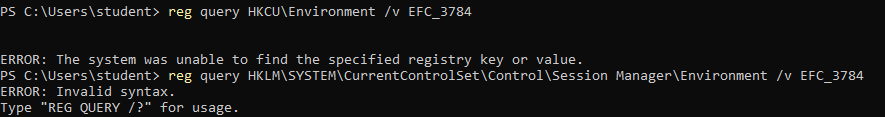 PS C:\Users\student> reg query HKCU\Environment /v EFC_3784
ERROR: The system was unable to find the specified registry key or value.
PS C:\Users\student> reg query HKLM\SYSTEM\CurrentControlSet\Control\Session Manager\Environment /v EFC_3784
ERROR: Invalid syntax.
Type "REG QUERY /?" for usage.